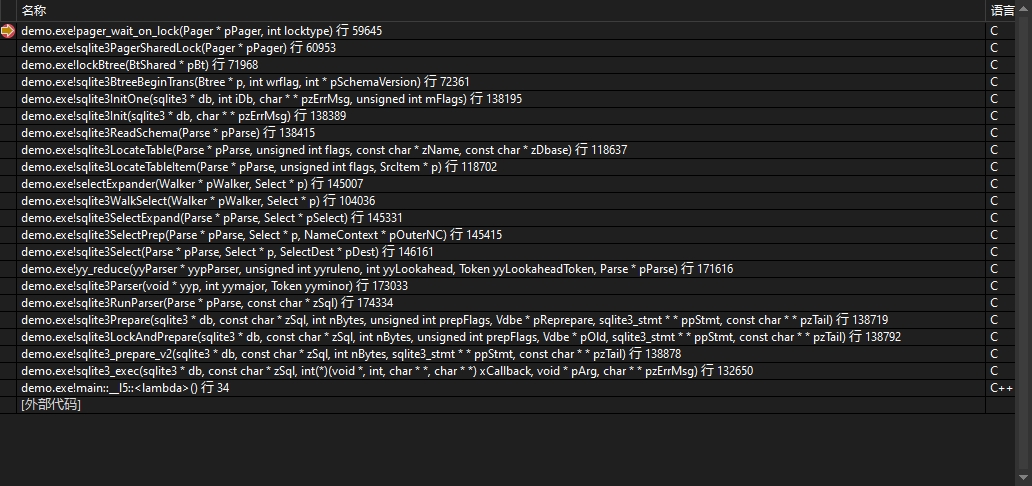 名称 语言
demo.exe!pager_wait_on_lock(Pager * pPager, int locktype) 行 59645 C
demo.exe!sqlite3PagerSharedLock(Pager * pPager) 行 60953 C
demo.exe!lockBtree(BtShared * pBt) 行 71968 C
demo.exe!sqlite3BtreeBeginTrans(Btree * p, int wrflag, int * pSchemaVersion) 行 72361 C
demo.exe!sqlite3InitOne(sqlite3 * db, int iDb, char * * pzErrMsg, unsigned int mFlags) 行 138195 C
demo.exe!sqlite3Init(sqlite3 * db, char * * pzErrMsg) 行 138389 C
demo.exe!sqlite3ReadSchema(Parse * pParse) 行 138415 C
demo.exe!sqlite3LocateTable(Parse * pParse, unsigned int flags, const char * zName, const char * zDbase) 行 118637 C
demo.exe!sqlite3LocateTableItem(Parse * pParse, unsigned int flags, SrcItem * p) 行 118702 C
demo.exe!selectExpander(Walker * pWalker, Select * p) 行 145007 C
demo.exe!sqlite3WalkSelect(Walker * pWalker, Select * p) 行 104036 C
demo.exe!sqlite3SelectExpand(Parse * pParse, Select * pSelect) 行 145331 C
demo.exe!sqlite3SelectPrep(Parse * pParse, Select * p, NameContext * pOuterNC) 行 145415 C
demo.exe!sqlite3Select(Parse * pParse, Select * p, SelectDest * pDest) 行 146161 C
demo.exe!yy_reduce(yyParser * yypParser, unsigned int yyruleno, int yyLookahead, Token yyLookaheadToken, Parse * pParse) 行 171616 C
demo.exe!sqlite3Parser(void * yyp, int yymajor, Token yyminor) 行 173033 C
demo.exe!sqlite3RunParser(Parse * pParse, const char * zSql) 行 174334 C
demo.exe!sqlite3Prepare(sqlite3 * db, const char * zSql, int nBytes, unsigned int prepFlags, Vdbe * pReprepare, sqlite3_stmt * * ppStmt, const char * * pzTail) 行 138719 C
demo.exe!sqlite3LockAndPrepare(sqlite3 * db, const char * zSql, int nBytes, unsigned int prepFlags, Vdbe * pOld, sqlite3_stmt * * ppStmt, const char * * pzTail) 行 138792 C
demo.exe!sqlite3_prepare_v2(sqlite3 * db, const char * zSql, int nBytes, sqlite3_stmt * * ppStmt, const char * * pzTail) 行 138878 C
demo.exe!sqlite3_exec(sqlite3 * db, const char * zSql, int(*)(void *, int, char * *, char * *) xCallback, void * pArg, char * * pzErrMsg) 行 132650 C
demo.exe!main::__l5::<lambda>() 行 34 C++
[外部代码]